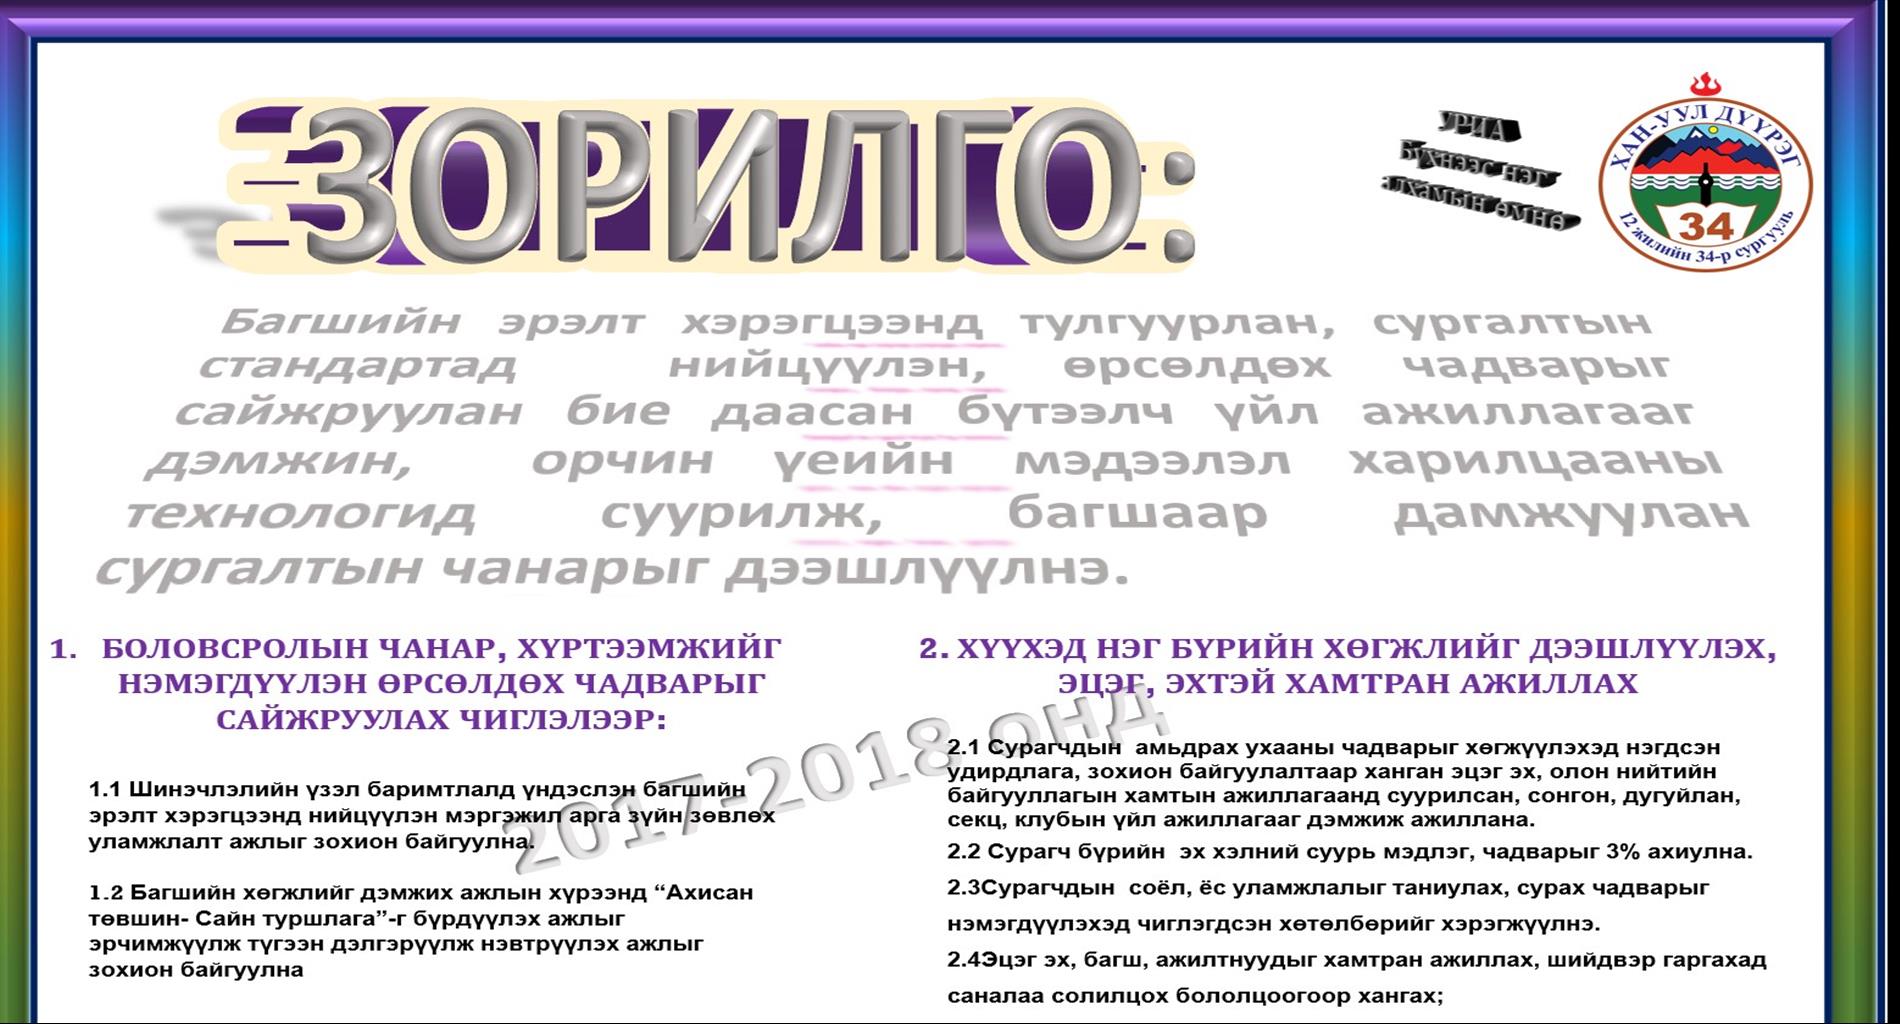 ЗОРИЛГО:
УРИА
Бүхнээс нэг
алхамын өмнө
ХАН-УУЛ ДҮҮРЭГ
34
12 жилийн 34-р сургууль
Багшийн эрэлт хэрэгцээнд тулгуурлан, сургалтын
стандартад нийцүүлэн, өрсөлдөх чадварыг
сайжруулан бие даасан бүтээлч үйл ажиллагааг
дэмжин, орчин үеийн мэдээлэл харилцааны
технологид суурилж, багшаар дамжуулан
сургалтын чанарыг дээшлүүлнэ.
1. БОЛОВСРОЛЫН ЧАНАР, ХҮРТЭЭМЖИЙГ
НЭМЭГДҮҮЛЭН ӨРСӨЛДӨХ ЧАДВАРЫГ
САЙЖРУУЛАХ ЧИГЛЭЛЭЭР:
1.1 Шинэчлэлийн үзэл баримтлалд үндэслэн багшийн
эрэлт хэрэгцээнд нийцүүлэн мэргэжил арга зүйн зөвлөх
уламжлалт ажлыг зохион байгуулна.
1.2 Багшийн хөгжлийг дэмжих ажлын хүрээнд “Ахисан
төвшин- Сайн туршлага”-г бүрдүүлэх ажлыг
эрчимжүүлж түгээн дэлгэрүүлж нэвтрүүлэх ажлыг
зохион байгуулна
2017-2018 онд
2. ХҮҮХЭД НЭГ БҮРИЙН ХӨГЖЛИЙГ ДЭЭШЛҮҮЛЭХ,
ЭЦЭГ, ЭХТЭЙ ХАМТРАН АЖИЛЛАХ
2.1 Сурагчдын амьдрах ухааны чадварыг хөгжүүлэхэд нэгдсэн
удирдлага, зохион байгуулалтаар ханган эцэг эх, олон нийтийн
байгууллагын хамтын ажиллагаанд суурилсан, сонгон, дугуйлан,
секц, клубын үйл ажиллагааг дэмжиж ажиллана.
2.2 Сурагч бүрийн эх хэлний суурь мэдлэг, чадварыг 3% ахиулна.
2.3Сурагчдын соёл, ёс уламжлалыг таниулах, сурах чадварыг
нэмэгдүүлэхэд чиглэгдсэн хөтөлбөрийг хэрэгжүүлнэ.
2.4Эцэг эх, багш, ажилтнуудыг хамтран ажиллах, шийдвэр гаргахад
саналаа солилцох бололцоогоор хангах;